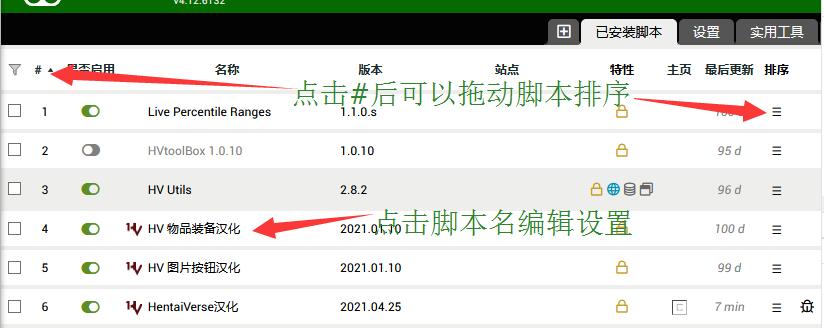 v4.12.6132
已安装脚本 设置 实用工具
# 是否启用 名称 版本 站点 特性 主页 最后更新 排序
点击#后可以拖动脚本排序
1 Live Percentile Ranges 1.1.0.s 100 d
2 HVtoolBox 1.0.10 1.0.10 95 d
3 HV Utils 2.8.2 96 d
点击脚本名编辑设置
4 HV 物品装备汉化 2021.01.10 100 d
5 HV 图片按钮汉化 2021.01.10 99 d
6 HentaiVerse汉化 2021.04.25 C 7 min